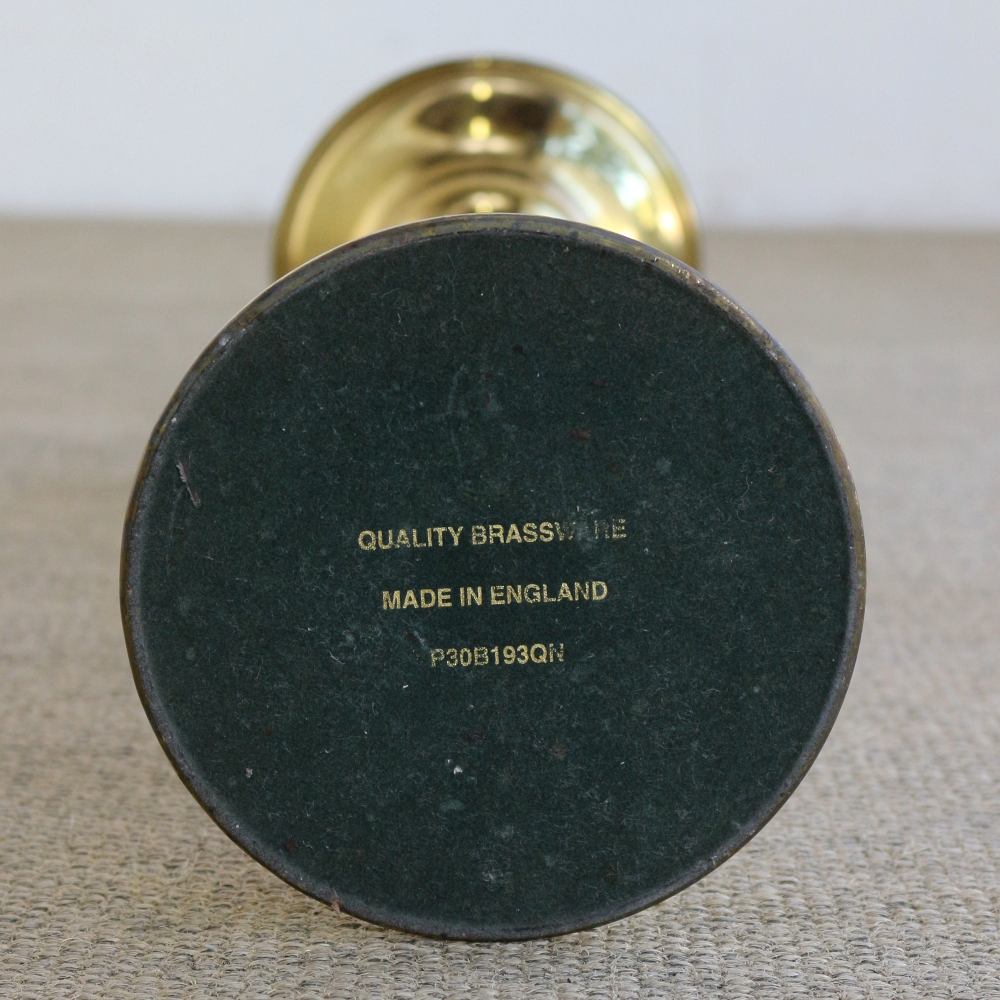 QUALITY BRASSWARE
MADE IN ENGLAND
P30B193QN